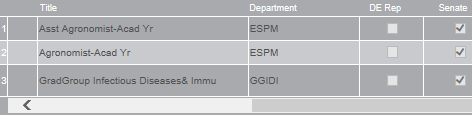 Title Department DE Rep Senate
1 Asst Agronomist-Acad Yr ESPM
2 Agronomist-Acad Yr ESPM
3 GradGroup Infectious Diseases& Immu GGIDI